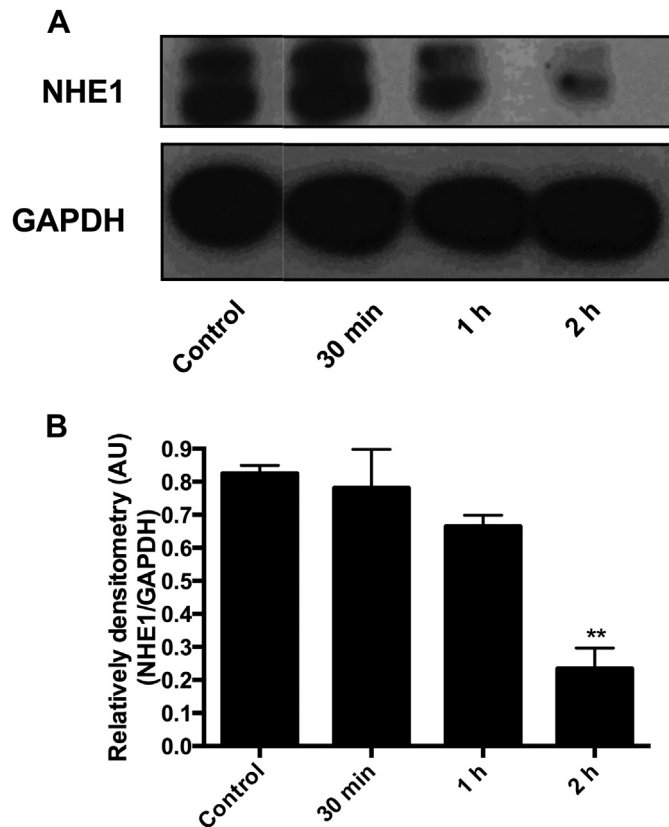 A
NHE1
GAPDH
Control
30 min
1 h
2 h
B
Relatively densitometry (AU)
(NHE1/GAPDH)
0.9
0.8
0.7
0.6
0.5
0.4
0.3
0.2
0.1
0.0
**
Control
30 min
1 h
2 h